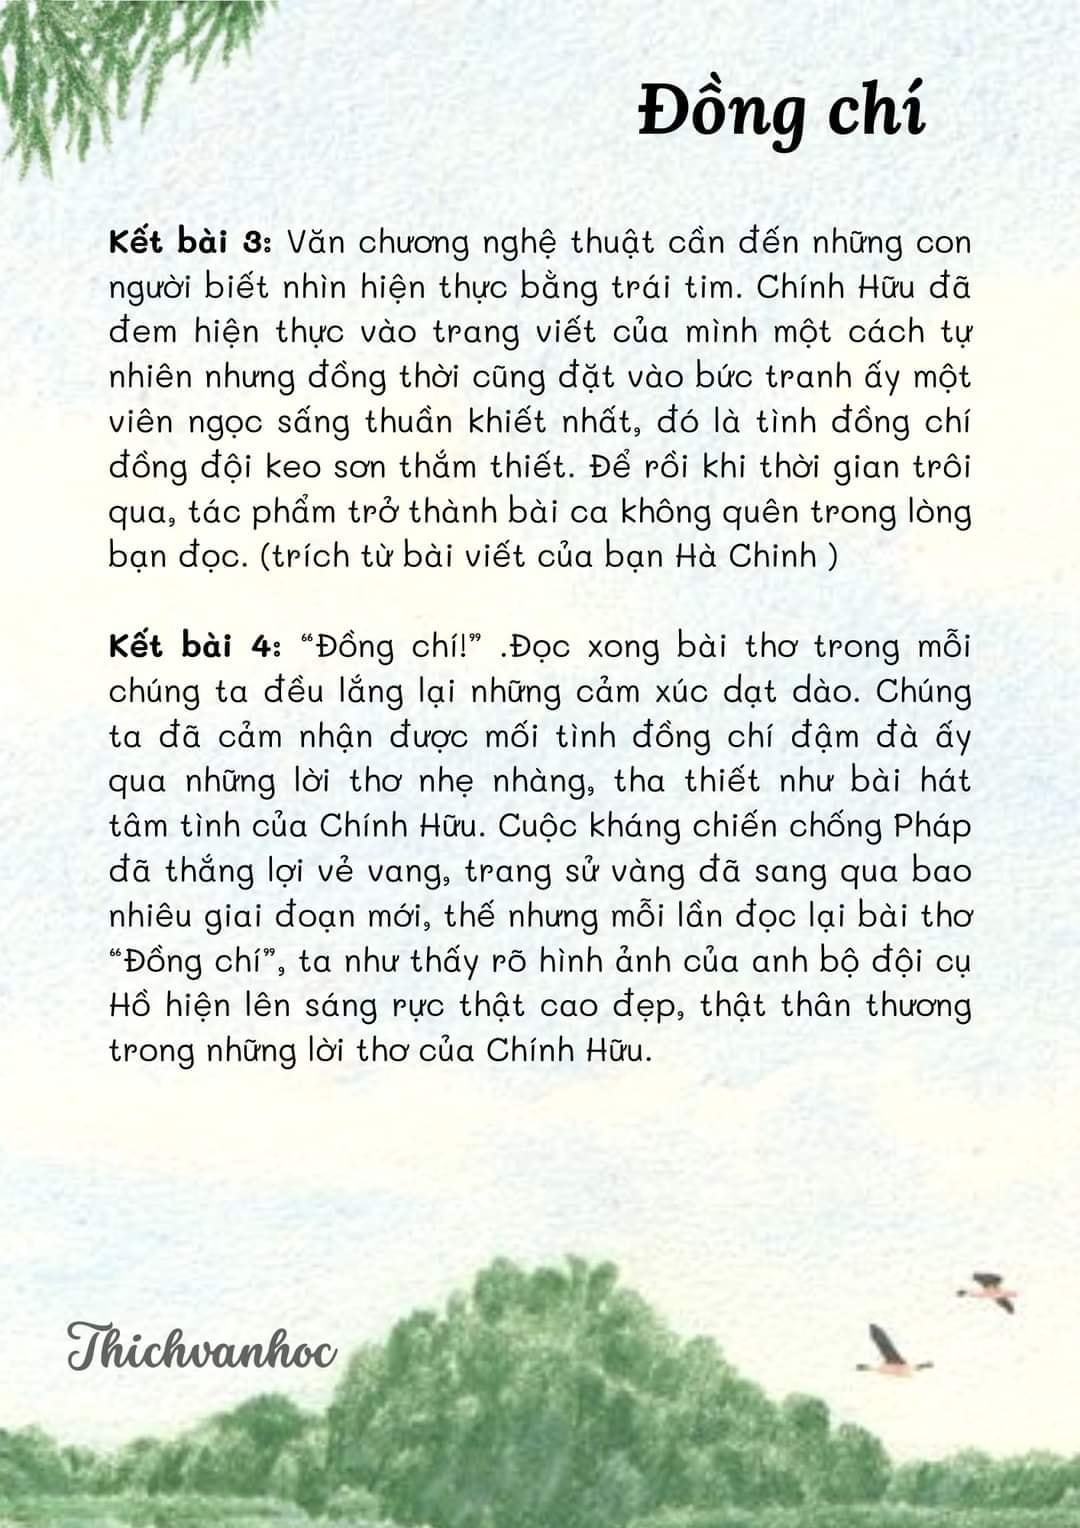 Đồng chí
Kết bài 3: Văn chương nghệ thuật cần đến những con
người biết nhìn hiện thực bằng trái tim. Chính Hữu đã
đem hiện thực vào trang viết của mình một cách tự
nhiên nhưng đồng thời cũng đặt vào bức tranh ấy một
viên ngọc sấng thuần khiết nhất, đó là tình đồng chí
đồng đội keo sơn thắm thiết. Để rồi khi thời gian trôi
qua, tác phẩm trở thành bài ca không quên trong lòng
bạn đọc. (trích từ bài viết của bạn Hà Chinh )
Kết bài 4: “Đồng chí!” .Đọc xong bài thơ trong mỗi
chúng ta đều lắng lại những cảm xúc dạt dào. Chúng
ta đã cảm nhận được mối tình đồng chí đậm đà ấy
qua những lời thơ nhẹ nhàng, tha thiết như bài hát
tâm tình của Chính Hữu. Cuộc kháng chiến chống Pháp
đã thắng lợi vẻ vang, trang sử vàng đã sang qua bao
nhiêu giai đoạn mới, thế nhưng mỗi lần đọc lại bài thơ
“Đồng chí”, ta như thấy rõ hình ảnh của anh bộ đội cụ
Hồ hiện lên sáng rực thật cao đẹp, thật thân thương
trong những lời thơ của Chính Hữu.
Thichvanhoc